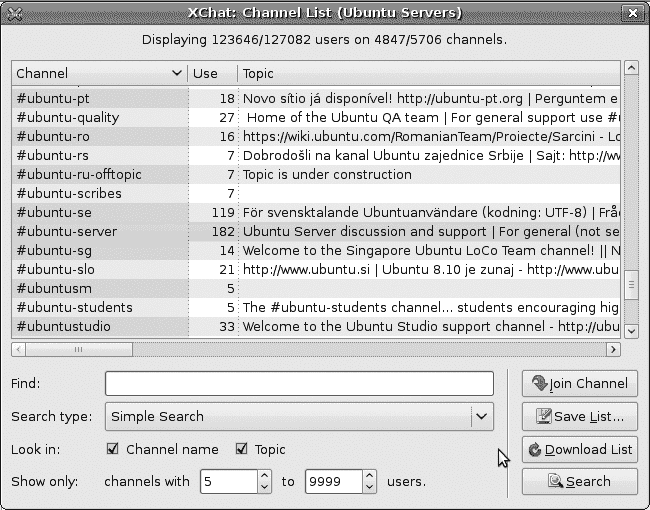 XChat: Channel List (Ubuntu Servers)
Displaying 123646/127082 users on 4847/5706 channels.
Channel Use Topic
#ubuntu-pt 18 Novo sítio já disponível! http://ubuntu-pt.org | Perguntem e
#ubuntu-quality 27 Home of the Ubuntu QA team | For general support use #u
#ubuntu-ro 16 https://wiki.ubuntu.com/RomanianTeam/Proiecte/Sarcini - Lo
#ubuntu-rs 7 Dobrodošli na kanal Ubuntu zajednice Srbije | Sajt: http://w
#ubuntu-ru-offtopic 7 Topic is under construction
#ubuntu-scribes 7
#ubuntu-se 119 För svensktalande Ubuntuanvändare (kodning: UTF-8) | Frå
#ubuntu-server 182 Ubuntu Server discussion and support | For general (not se
#ubuntu-sg 14 Welcome to the Singapore Ubuntu LoCo Team channel! || N
#ubuntu-slo 21 http://www.ubuntu.si | Ubuntu 8.10 je zunaj - http://www.ubu
#ubuntusm 5
#ubuntu-students 5 The #ubuntu-students channel... students encouraging hig
#ubuntustudio 33 Welcome to the Ubuntu Studio support channel - http://ubu
Find:
Join Channel
Search type: Simple Search
Save List...
Look in: Channel name Topic
Download List
Show only: channels with 5 to 9999 users.
Search